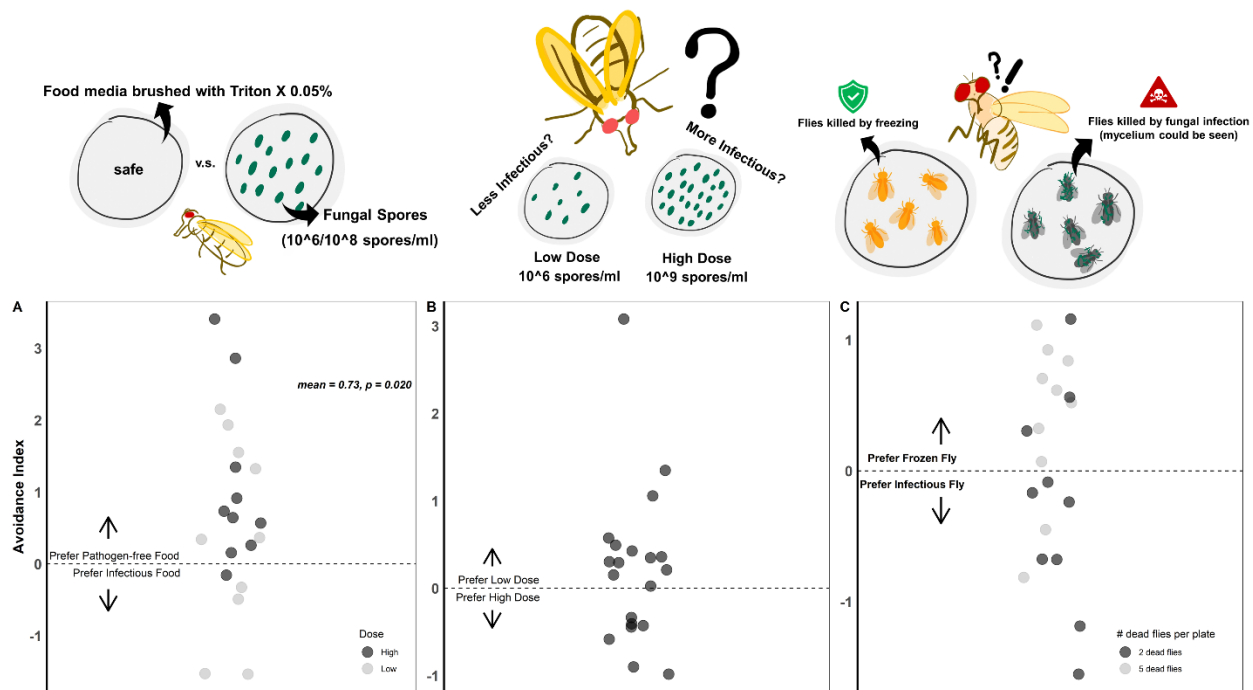 Food media brushed with Triton X 0.05%
safe
v.s.
Fungal Spores
(10^6/10^8 spores/ml)
Less Infectious?
More Infectious?
?
Low Dose
10^6 spores/ml
High Dose
10^9 spores/ml
?!
Flies killed by freezing
Flies killed by fungal infection
(mycelium could be seen)
A
Avoidance Index
3
2
1
0
-1
mean = 0.73, p = 0.020
Prefer Pathogen-free Food
Prefer Infectious Food
Dose
High
Low
B
3
2
1
0
-1
Prefer Low Dose
Prefer High Dose
C
1
0
-1
Prefer Frozen Fly
Prefer Infectious Fly
# dead flies per plate
2 dead flies
5 dead flies